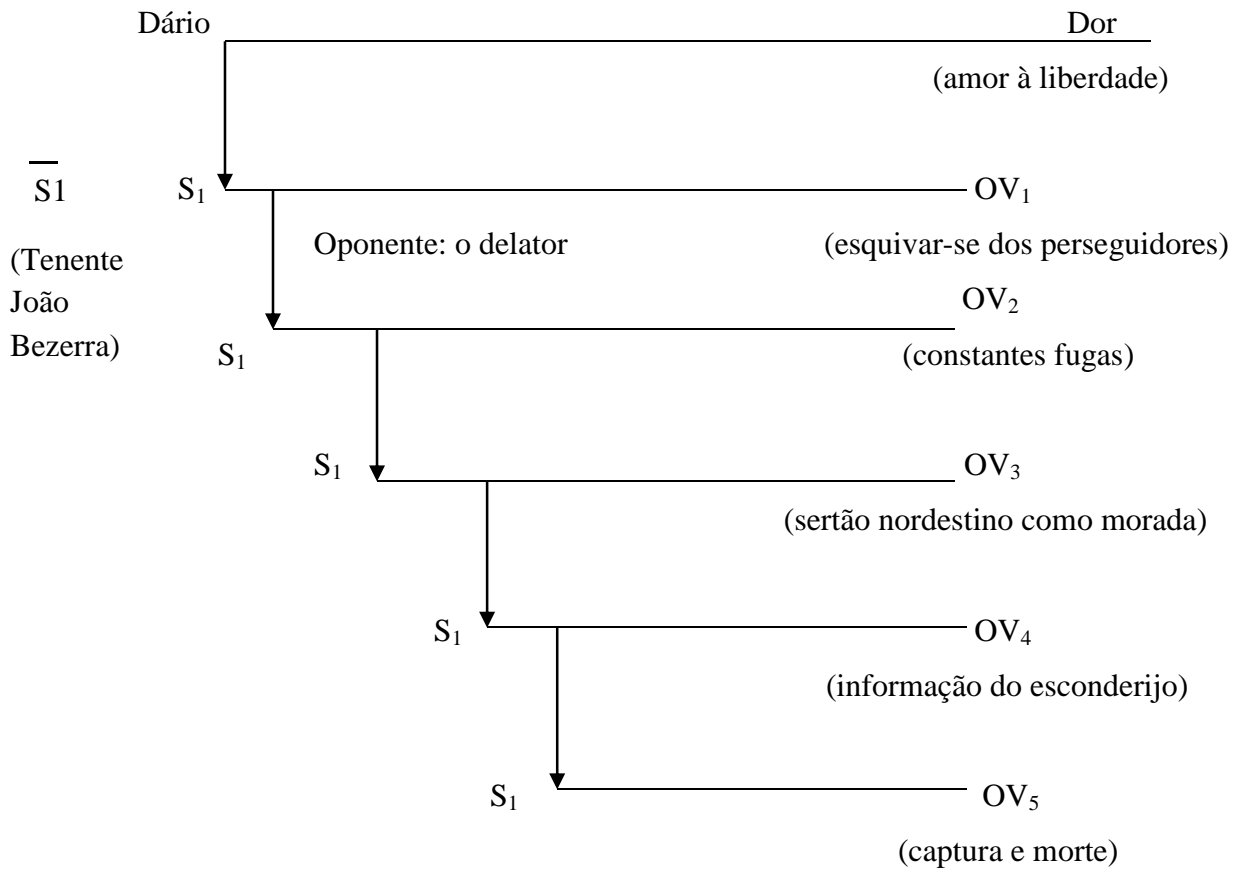 Dário Dor
(amor à liberdade)
S1 S1 OV1
(Tenente João Bezerra)
Oponente: o delator (esquivar-se dos perseguidores)
S1 OV2
(constantes fugas)
S1 OV3
(sertão nordestino como morada)
S1 OV4
(informação do esconderijo)
S1 OV5
(captura e morte)